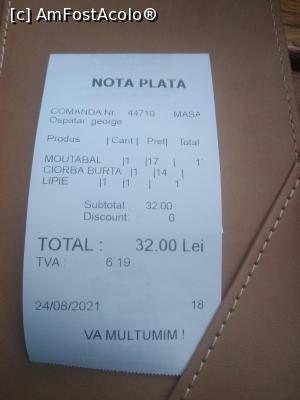 [c] AmFostAcolo®
NOTA PLATA
COMANDA Nr. 44710 MASA
Ospatar george
Produs |Cant| Pret| Total
MOUTABAL |1 |17 | 1
CIORBA BURTA |1 |14 |
LIPIE |1 |1 | 1
Subtotal 32.00
Discount: 0
TOTAL : 32.00 Lei
TVA : 6.19
24/08/2021 18
VA MULTUMIM !